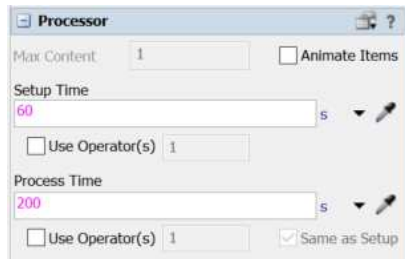 Processor ?
Max Content 1 Animate Items
Setup Time
60 s
Use Operator(s) 1
Process Time
200 s
Use Operator(s) 1 Same as Setup